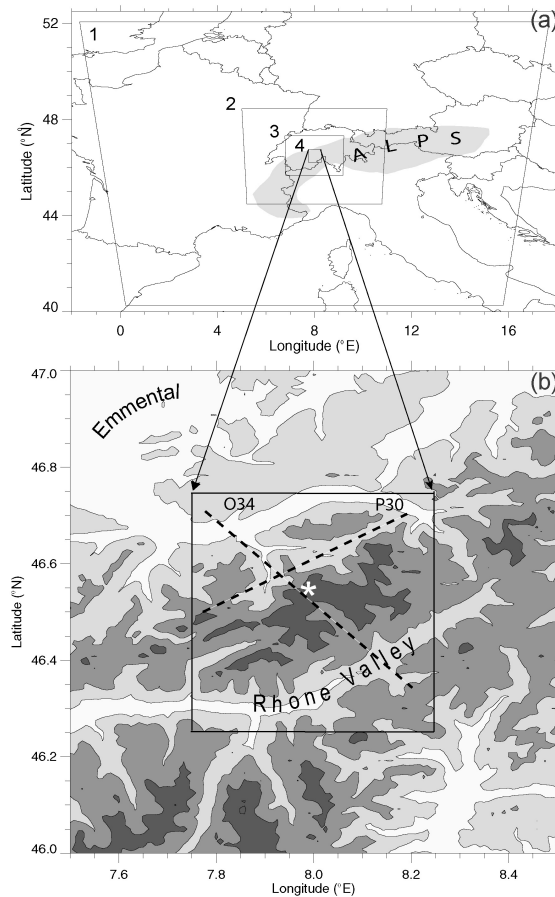 52
(a)
1
48
2
3
4
A L P S
Latitude (°N)
44
40
0 4 8 12 16
Longitude (°E)
47.0
(b)
Emmental
46.8
O34 P30
46.6
*
Latitude (°N)
46.4
Rhone Valley
46.2
46.0
7.6 7.8 8.0 8.2 8.4
Longitude (°E)